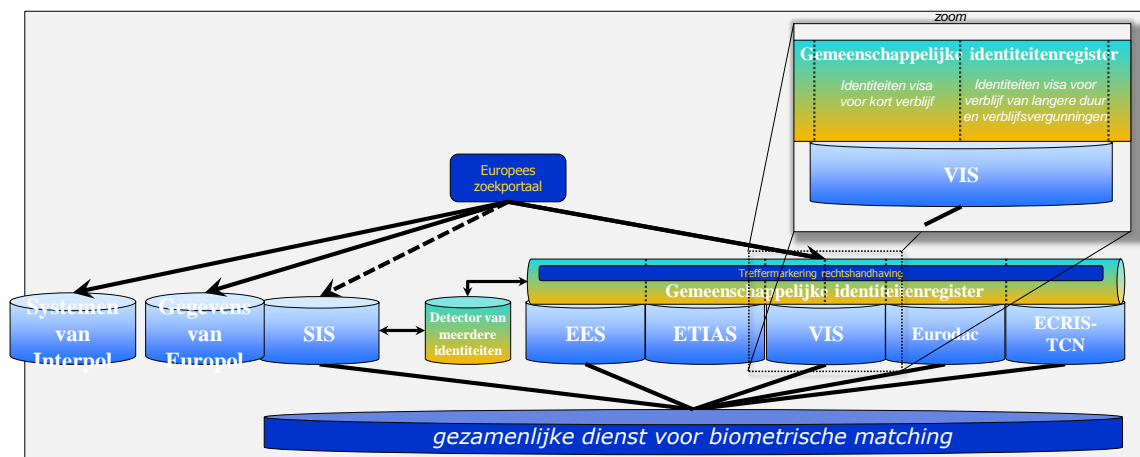 zoom
Gemeenschappelijke identiteitenregister
Identiteiten visa
voor kort verblijf
Identiteiten visa voor
verblijf van langere duur
en verblijfsvergunningen
VIS
Europees
zoekportaal
Treffermarkering rechtshandhaving
Gemeenschappelijke identiteitenregister
Systemen
van
Interpol
Gegevens
van
Europol
SIS
Detector van
meerdere
identiteiten
EES
ETIAS
VIS
Eurodac
ECRIS-
TCN
gezamenlijke dienst voor biometrische matching